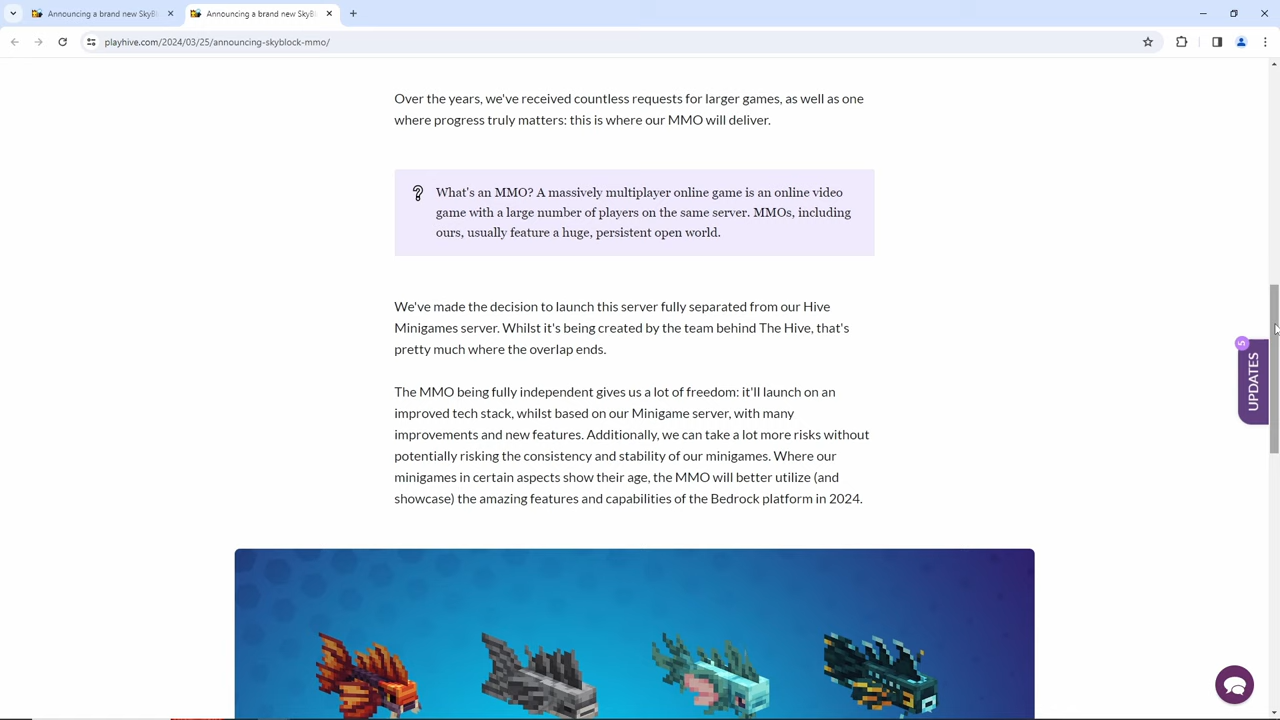 Announcing a brand new SkyBl
Announcing a brand new SkyBl
playhive.com/2024/03/25/announcing-skyblock-mmo/
Over the years, we've received countless requests for larger games, as well as one
where progress truly matters: this is where our MMO will deliver.
What's an MMO? A massively multiplayer online game is an online video
game with a large number of players on the same server. MMOs, including
ours, usually feature a huge, persistent open world.
We've made the decision to launch this server fully separated from our Hive
Minigames server. Whilst it's being created by the team behind The Hive, that's
pretty much where the overlap ends.
The MMO being fully independent gives us a lot of freedom: it'll launch on an
improved tech stack, whilst based on our Minigame server, with many
improvements and new features. Additionally, we can take a lot more risks without
potentially risking the consistency and stability of our minigames. Where our
minigames in certain aspects show their age, the MMO will better utilize (and
showcase) the amazing features and capabilities of the Bedrock platform in 2024.
5
UPDATES